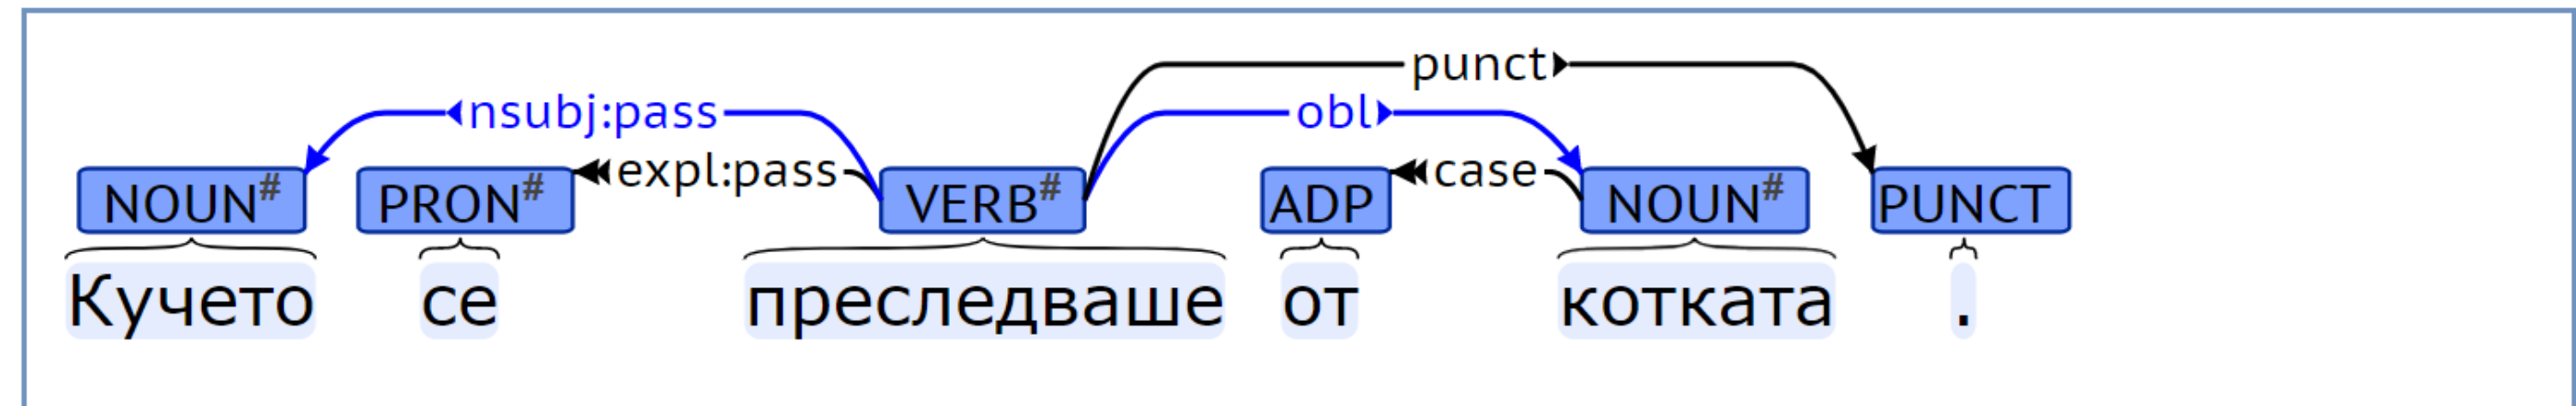 punct
nsubj:pass obl
expl:pass case
NOUN# PRON# VERB# ADP NOUN# PUNCT
Кучето се преследваше от котката .